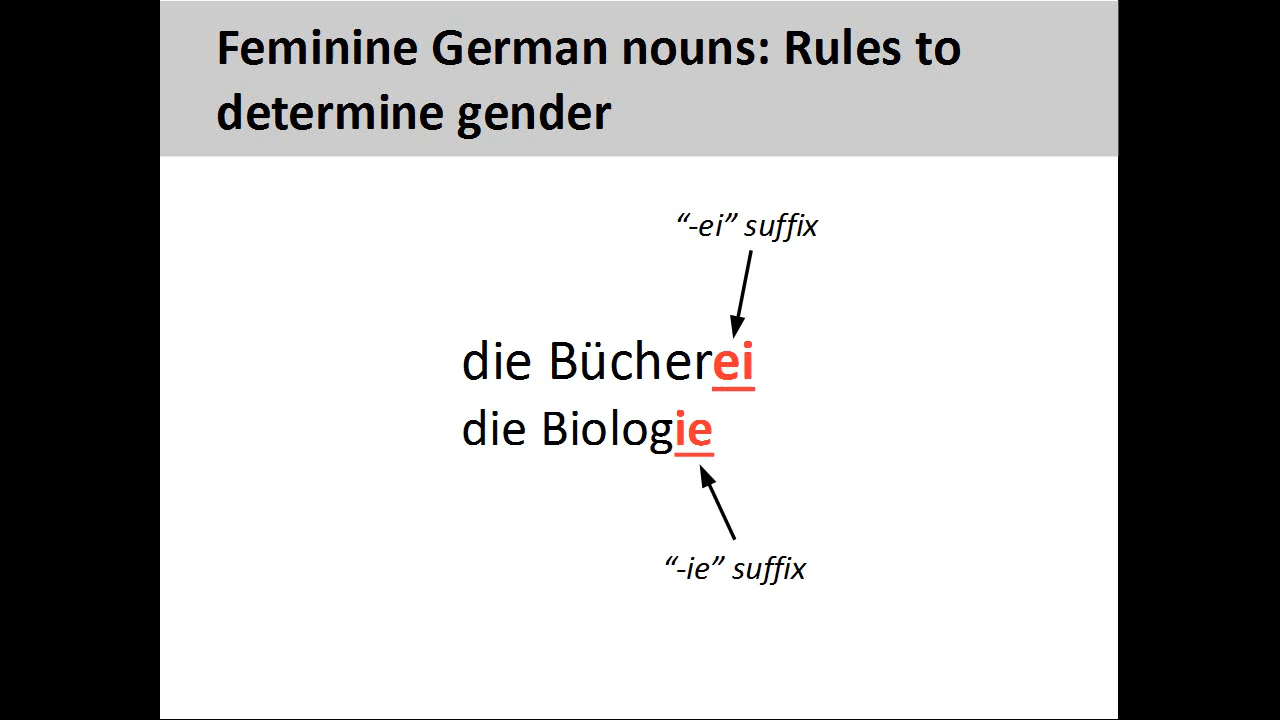 Feminine German nouns: Rules to
determine gender
“-ei” suffix
die Bücherei
die Biologie
“-ie” suffix